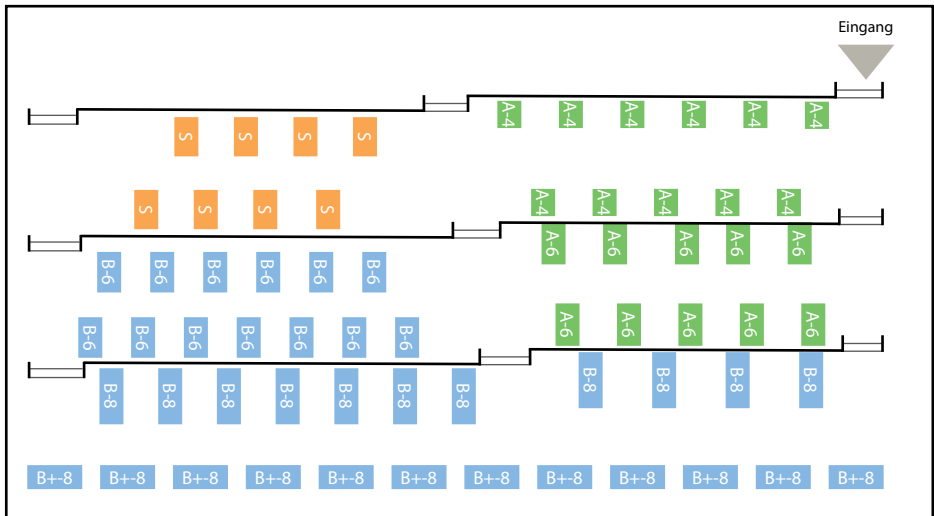 Eingang
A-4 A-4 A-4 A-4 A-4 A-4
S S S S
A-4 A-4 A-4 A-4 A-4
S S S S
A-6 A-6 A-6 A-6 A-6
B-6 B-6 B-6 B-6 B-6 B-6
A-6 A-6 A-6 A-6 A-6
B-6 B-6 B-6 B-6 B-6 B-6 B-6
B-8 B-8 B-8 B-8
B-8 B-8 B-8 B-8 B-8 B-8 B-8
B+-8 B+-8 B+-8 B+-8 B+-8 B+-8 B+-8 B+-8 B+-8 B+-8 B+-8 B+-8